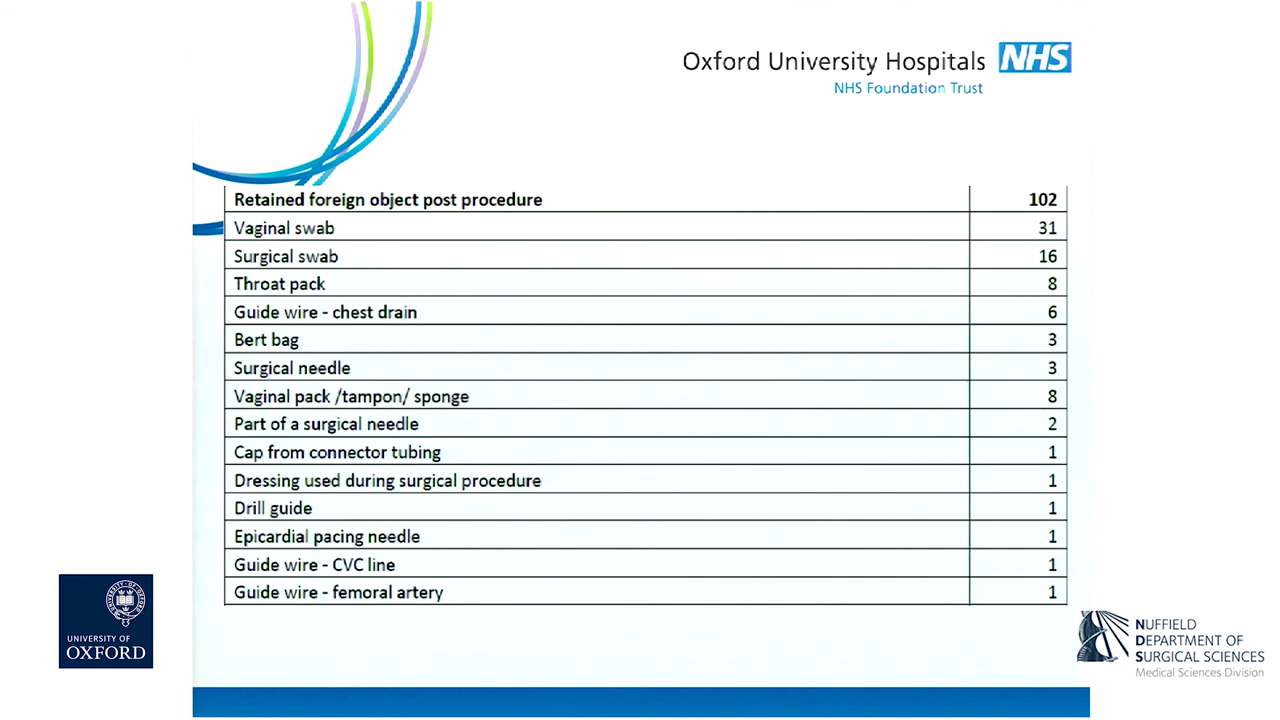 Oxford University Hospitals NHS
NHS Foundation Trust
Retained foreign object post procedure 102
Vaginal swab 31
Surgical swab 16
Throat pack 8
Guide wire - chest drain 6
Bert bag 3
Surgical needle 3
Vaginal pack /tampon/ sponge 8
Part of a surgical needle 2
Cap from connector tubing 1
Dressing used during surgical procedure 1
Drill guide 1
Epicardial pacing needle 1
Guide wire - CVC line 1
Guide wire - femoral artery 1
UNIVERSITY OF
OXFORD
NUFFIELD
DEPARTMENT OF
SURGICAL SCIENCES
Medical Sciences Division